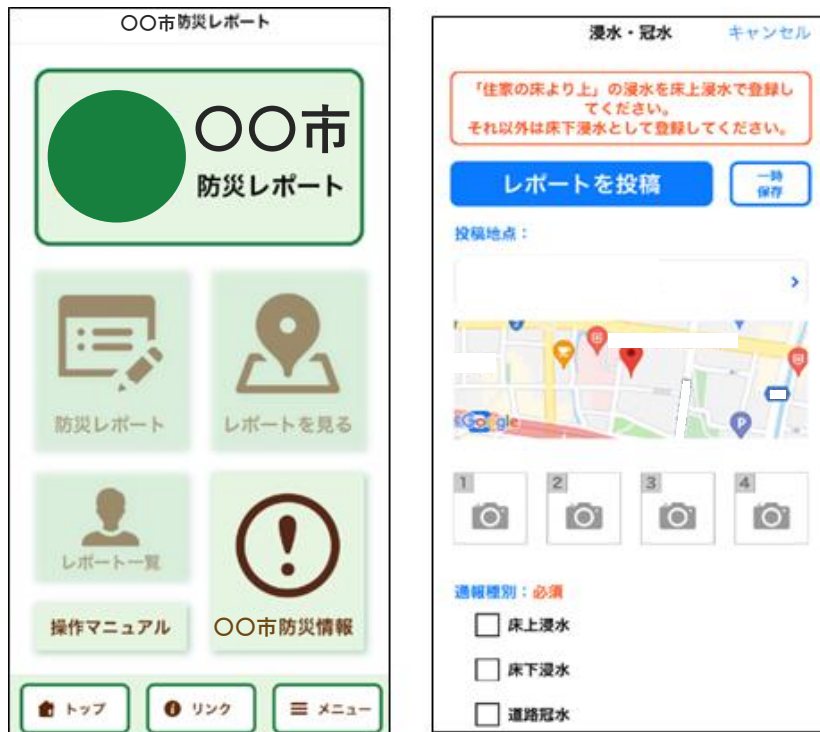 〇〇市防災レポート
〇〇市
防災レポート
防災レポート
レポートを見る
レポート一覧
操作マニュアル
〇〇市防災情報
トップ
リンク
メニュー
浸水・冠水
キャンセル
「住家の床より上」の浸水を床上浸水で登録し
てください。
それ以外は床下浸水として登録してください。
レポートを投稿
一時
保存
投稿地点：
Google
P
1
2
3
4
通報種別：必須
床上浸水
床下浸水
道路冠水